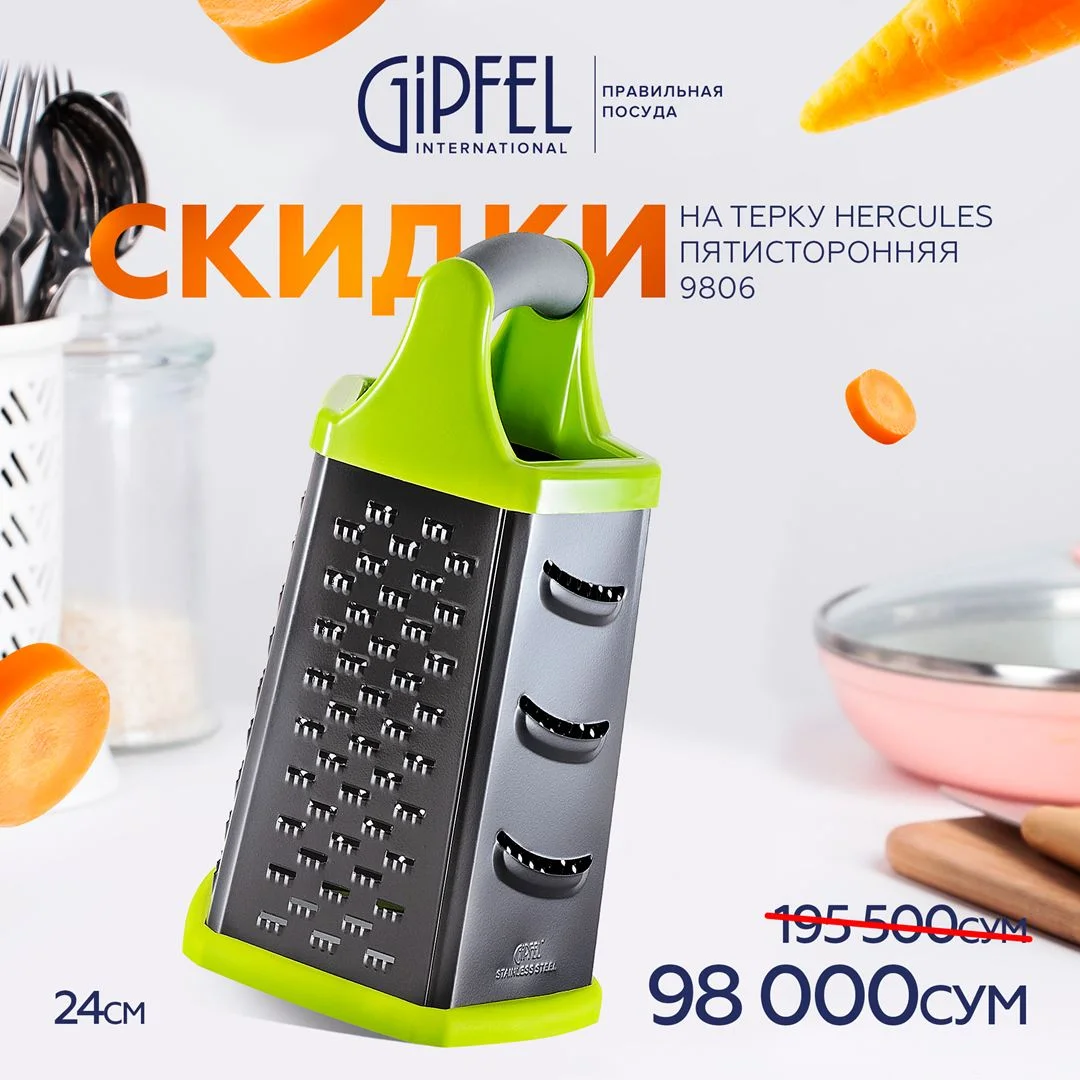 GIPFEL
INTERNATIONAL
ПРАВИЛЬНАЯ
ПОСУДА
СКИДКИ
НА ТЕРКУ HERCULES
ПЯТИСТОРОННЯЯ
9806
GIPFEL
STAINLESS STEEL
195 500СУМ
98 000СУМ
24СМ